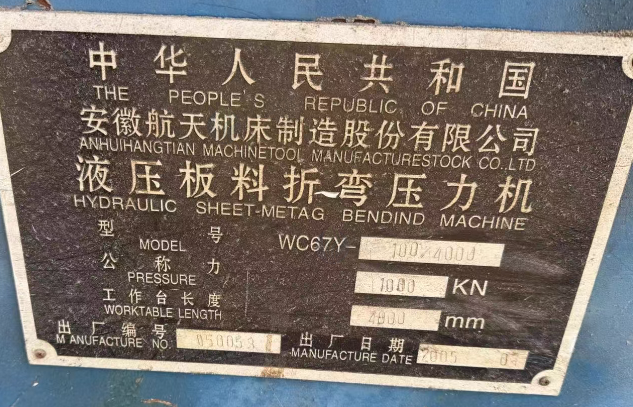 中华人民共和国
THE PEOPLE'S REPUBLIC OF CHINA
安徽航天机床制造股份有限公司
ANHUIHANGTIAN MACHINETOOL MANUFACTURESTOCK CO.,LTD
液压板料折弯压力机
HYDRAULIC SHEET-METAG BENDIND MACHINE
型号 MODEL WC67Y-100×4000
公称力 PRESSURE 1000 KN
工作台长度 WORKTABLE LENGTH 4000 mm
出厂编号 出厂日期
MANUFACTURE NO. MANUFACTURE DATE 2005